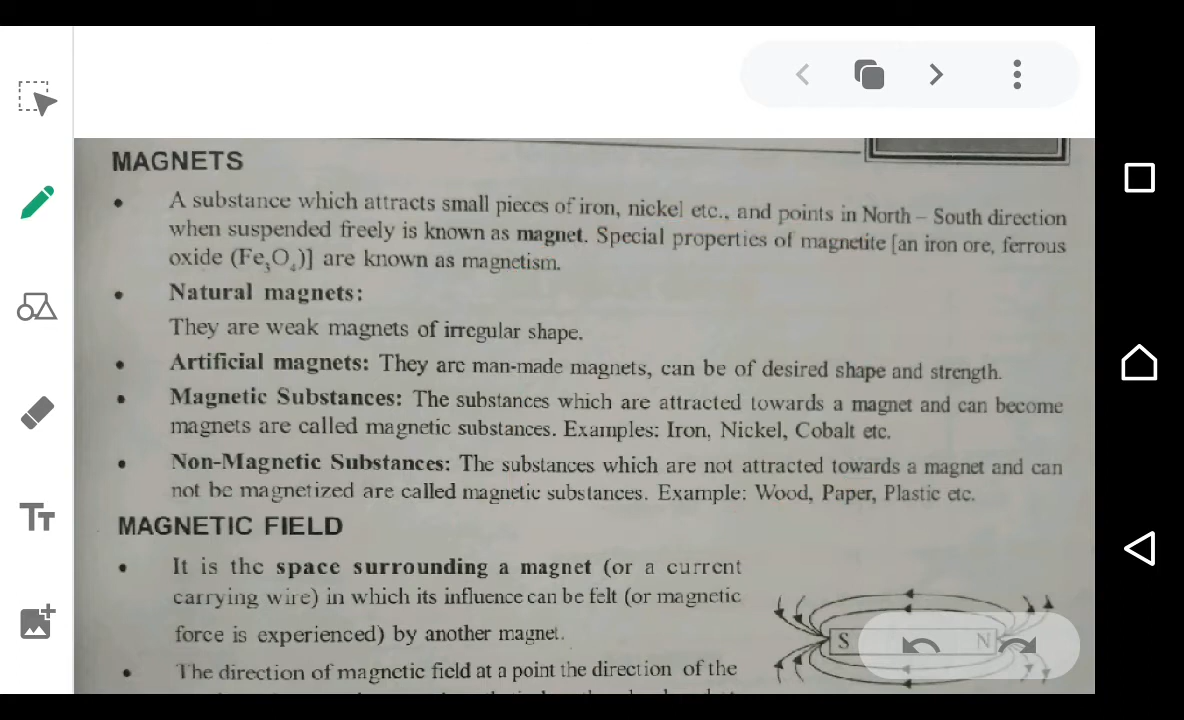 MAGNETS
• A substance which attracts small pieces of iron, nickel etc., and points in North – South direction
when suspended freely is known as magnet. Special properties of magnetite [an iron ore, ferrous
oxide (Fe₃O₄)] are known as magnetism.
• Natural magnets:
They are weak magnets of irregular shape.
• Artificial magnets: They are man-made magnets, can be of desired shape and strength.
• Magnetic Substances: The substances which are attracted towards a magnet and can become
magnets are called magnetic substances. Examples: Iron, Nickel, Cobalt etc.
• Non-Magnetic Substances: The substances which are not attracted towards a magnet and can
not be magnetized are called magnetic substances. Example: Wood, Paper, Plastic etc.
MAGNETIC FIELD
• It is the space surrounding a magnet (or a current
carrying wire) in which its influence can be felt (or magnetic
force is experienced) by another magnet.
S N
• The direction of magnetic field at a point the direction of the
TT